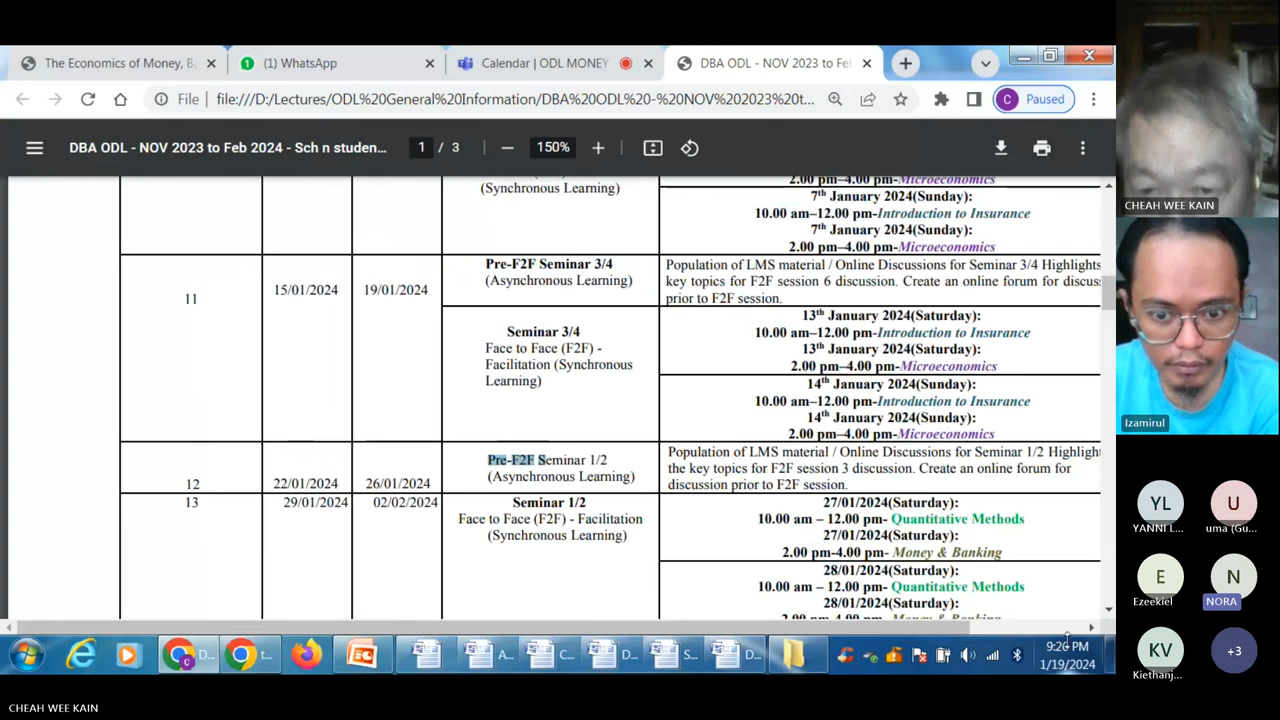 The Economics of Money, B
(1) WhatsApp
Calendar | ODL MONEY
DBA ODL - NOV 2023 to Fe
File
file:///D:/Lectures/ODL%20General%20Information/DBA%20ODL%20-%20NOV%202023%20t...
C
Paused
DBA ODL - NOV 2023 to Feb 2024 - Sch n studen...
1 / 3
150%
(Synchronous Learning)
2.00 pm–4.00 pm-Microeconomics
7th January 2024(Sunday):
10.00 am–12.00 pm-Introduction to Insurance
7th January 2024(Sunday):
2.00 pm–4.00 pm-Microeconomics
11
15/01/2024
19/01/2024
Pre-F2F Seminar 3/4
(Asynchronous Learning)
Population of LMS material / Online Discussions for Seminar 3/4 Highlights
key topics for F2F session 6 discussion. Create an online forum for discus
prior to F2F session.
Seminar 3/4
Face to Face (F2F) -
Facilitation (Synchronous
Learning)
13th January 2024(Saturday):
10.00 am–12.00 pm-Introduction to Insurance
13th January 2024(Saturday):
2.00 pm–4.00 pm-Microeconomics
14th January 2024(Sunday):
10.00 am–12.00 pm-Introduction to Insurance
14th January 2024(Sunday):
2.00 pm–4.00 pm-Microeconomics
12
22/01/2024
26/01/2024
Pre-F2F Seminar 1/2
(Asynchronous Learning)
Population of LMS material / Online Discussions for Seminar 1/2 Highligh
the key topics for F2F session 3 discussion. Create an online forum for
discussion prior to F2F session.
13
29/01/2024
02/02/2024
Seminar 1/2
Face to Face (F2F) - Facilitation
(Synchronous Learning)
27/01/2024(Saturday):
10.00 am – 12.00 pm- Quantitative Methods
27/01/2024(Saturday):
2.00 pm-4.00 pm- Money & Banking
28/01/2024(Saturday):
10.00 am – 12.00 pm- Quantitative Methods
28/01/2024(Saturday):
2.00 pm-4.00 pm- Money & Banking
D...
t...
A...
C...
D...
S...
D...
9:26 PM
1/19/2024
CHEAH WEE KAIN
Izamirul
YL
YANNI L...
U
uma (Gu...
E
Ezeekiel
N
NORA
KV
Kiethanj...
+3
CHEAH WEE KAIN